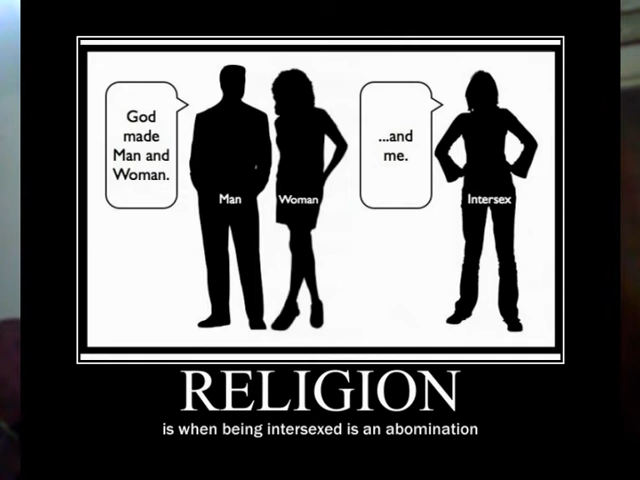 God
made
Man and
Woman.
...and
me.
Man
Woman
Intersex
RELIGION
is when being intersexed is an abomination